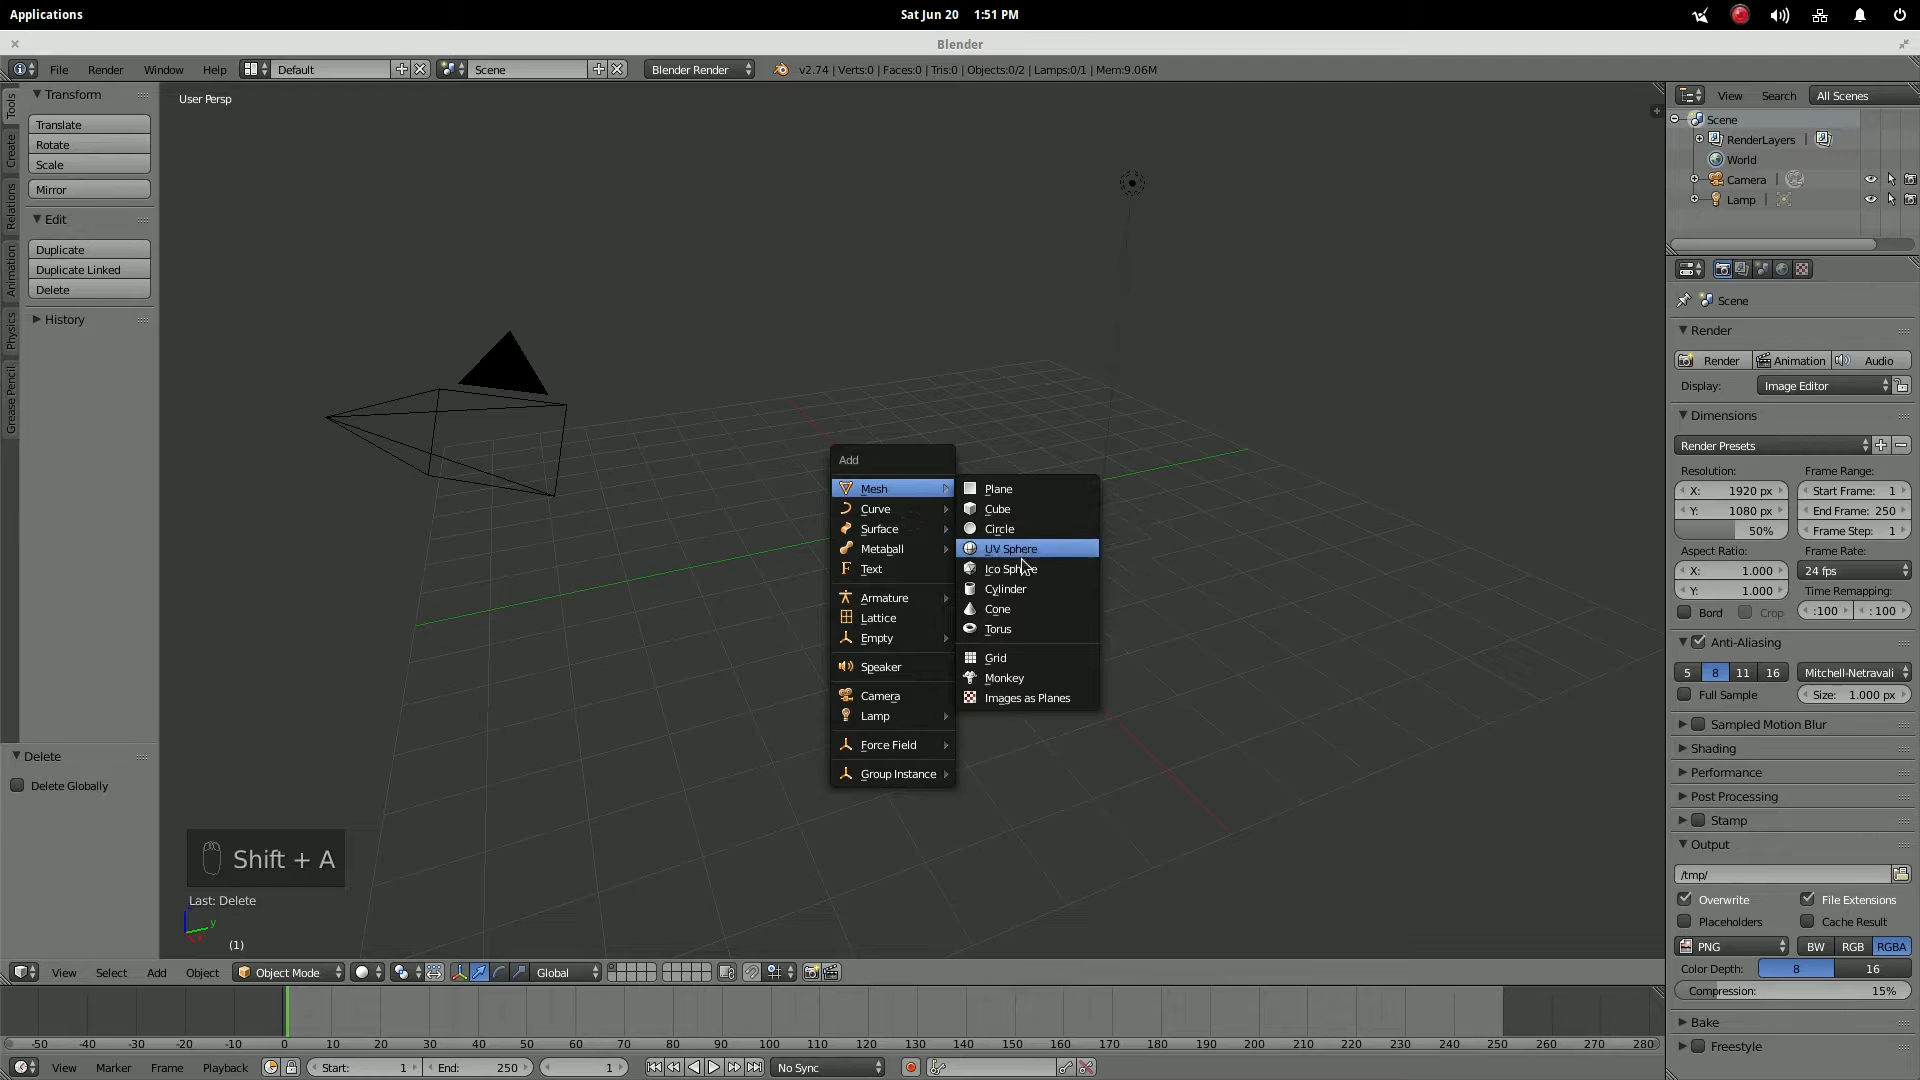 Applications
Sat Jun 20 1:51 PM
Blender
File Render Window Help Default Scene Blender Render v2.74 | Verts:0 | Faces:0 | Tris:0 | Objects:0/2 | Lamps:0/1 | Mem:9.06M
Tools
Create
Relations
Animation
Physics
Grease Pencil
Transform
Translate
Rotate
Scale
Mirror
Edit
Duplicate
Duplicate Linked
Delete
History
Delete
Delete Globally
User Persp
Add
Mesh
Curve
Surface
Metaball
Text
Armature
Lattice
Empty
Speaker
Camera
Lamp
Force Field
Group Instance
Plane
Cube
Circle
UV Sphere
Ico Sphere
Cylinder
Cone
Torus
Grid
Monkey
Images as Planes
Shift + A
Last: Delete
y
x
(1)
View Select Add Object Object Mode Global
-50 -40 -30 -20 -10 0 10 20 30 40 50 60 70 80 90 100 110 120 130 140 150 160 170 180 190 200 210 220 230 240 250 260 270 280
View Marker Frame Playback Start: 1 End: 250 1 No Sync
View Search All Scenes
Scene
RenderLayers |
World
Camera |
Lamp |
Scene
Render
Render Animation Audio
Display: Image Editor
Dimensions
Render Presets
Resolution: Frame Range:
X: 1920 px Start Frame: 1
Y: 1080 px End Frame: 250
50% Frame Step: 1
Aspect Ratio: Frame Rate:
X: 1.000 24 fps
Y: 1.000 Time Remapping:
Bord Crop :100 : 100
Anti-Aliasing
5 8 11 16 Mitchell-Netravali
Full Sample Size: 1.000 px
Sampled Motion Blur
Shading
Performance
Post Processing
Stamp
Output
/tmp/
Overwrite File Extensions
Placeholders Cache Result
PNG BW RGB RGBA
Color Depth: 8 16
Compression: 15%
Bake
Freestyle